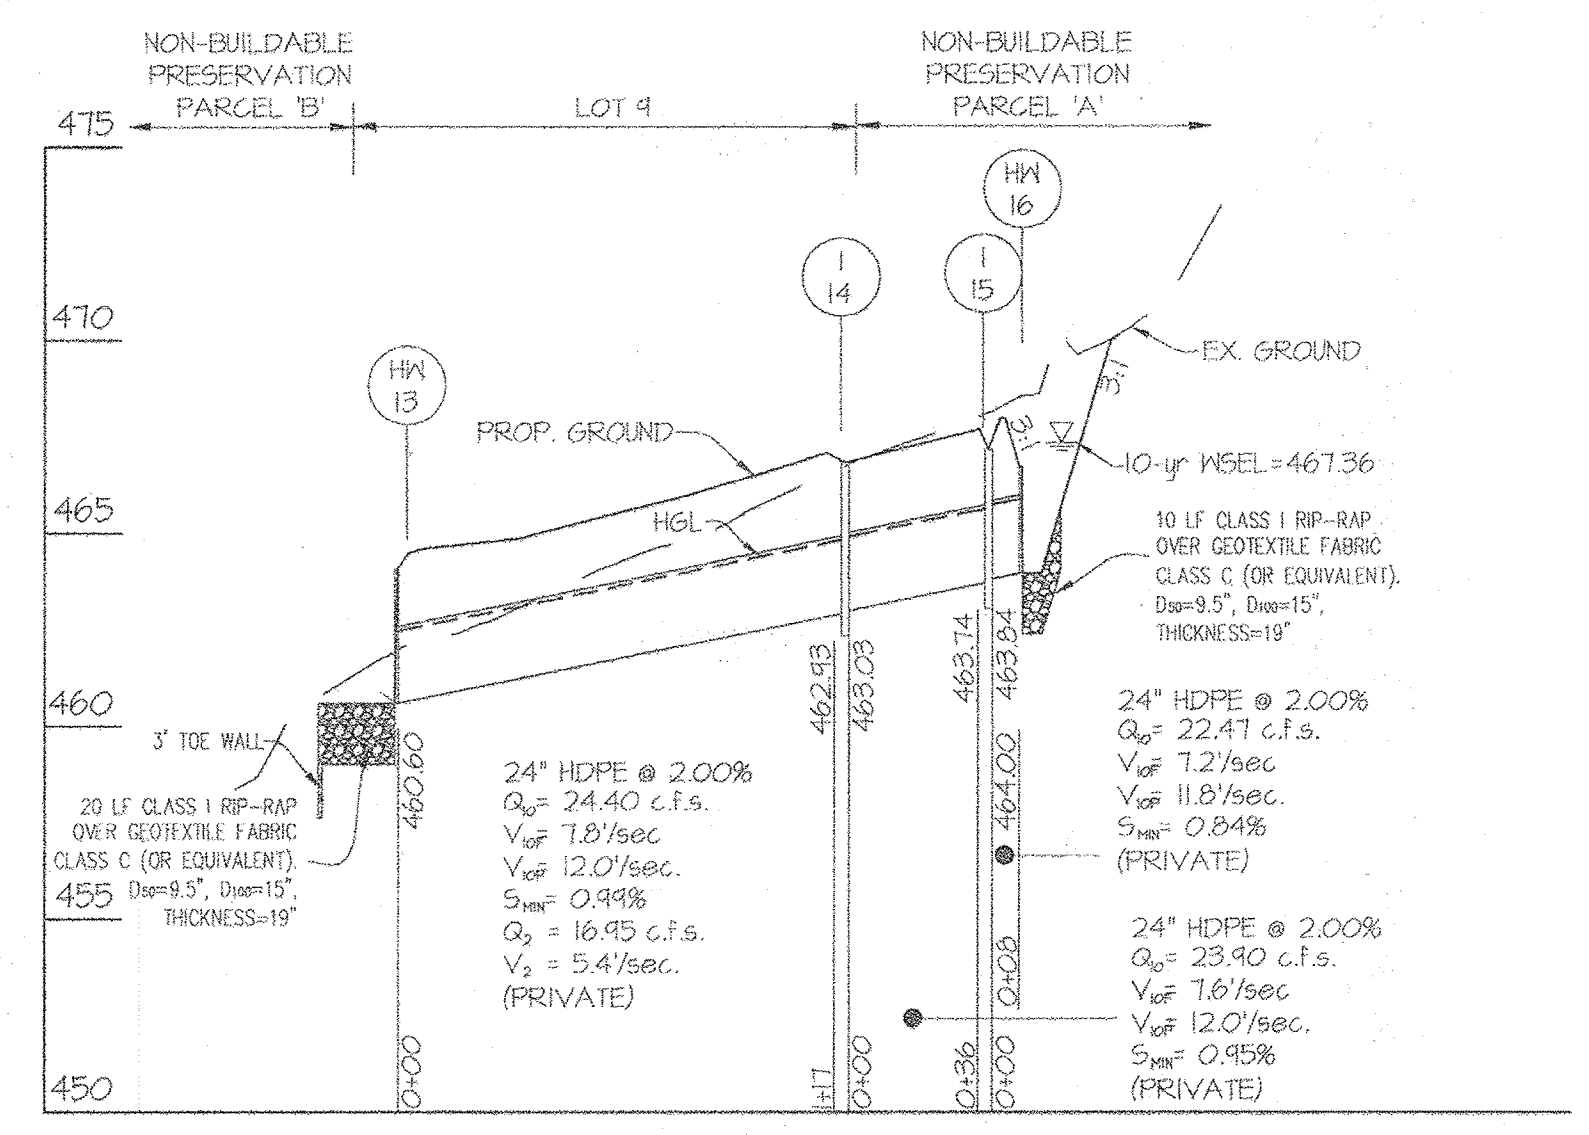 NON-BUILDABLE
PRESERVATION
PARCEL 'B'
LOT 9
NON-BUILDABLE
PRESERVATION
PARCEL 'A'
475
470
465
460
455
450
HW
13
1
14
1
15
HW
16
EX. GROUND
3:1
3:1
PROP. GROUND
HGL
10-yr WSEL=467.36
10 LF CLASS I RIP-RAP
OVER GEOTEXTILE FABRIC
CLASS C (OR EQUIVALENT).
D50=9.5", D100=15",
THICKNESS=19"
3' TOE WALL
20 LF CLASS I RIP-RAP
OVER GEOTEXTILE FABRIC
CLASS C (OR EQUIVALENT).
D50=9.5", D100=15",
THICKNESS=19"
460.60
462.93
463.03
463.74
463.84
464.00
24" HDPE @ 2.00%
Q10= 24.40 c.f.s.
V10F= 7.8'/sec
V10P= 12.0'/sec.
SMIN= 0.99%
Q2 = 16.95 c.f.s.
V2 = 5.4'/sec.
(PRIVATE)
24" HDPE @ 2.00%
Q10= 22.47 c.f.s.
V10F= 7.2'/sec
V10P= 11.8'/sec.
SMIN= 0.84%
(PRIVATE)
24" HDPE @ 2.00%
Q10= 23.90 c.f.s.
V10F= 7.6'/sec
V10P= 12.0'/sec.
SMIN= 0.95%
(PRIVATE)
0+00
1+17
0+00
0+36
0+00
0+08